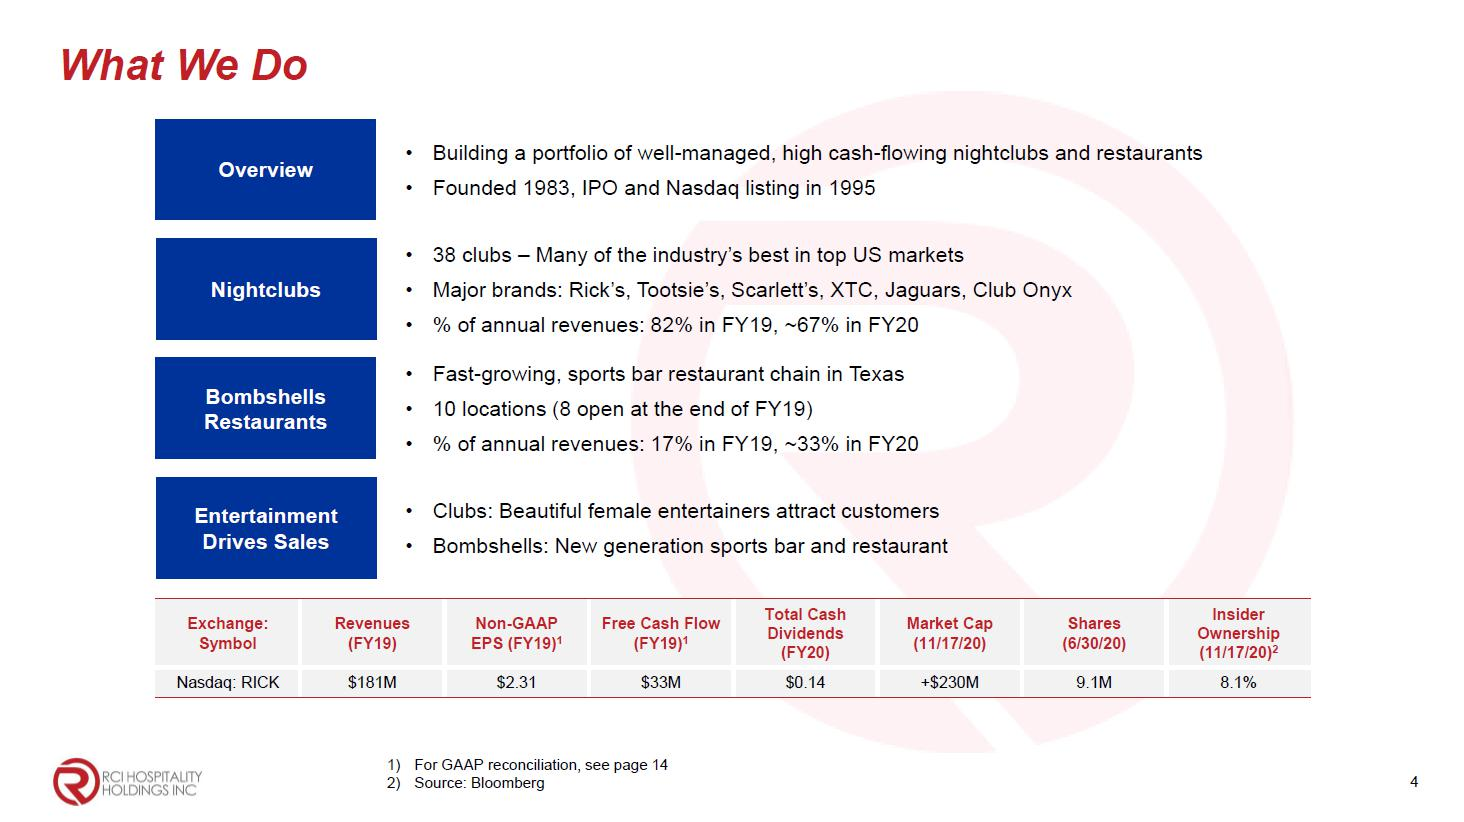 What We Do
Overview
• Building a portfolio of well-managed, high cash-flowing nightclubs and restaurants
• Founded 1983, IPO and Nasdaq listing in 1995
Nightclubs
• 38 clubs – Many of the industry's best in top US markets
• Major brands: Rick's, Tootsie's, Scarlett's, XTC, Jaguars, Club Onyx
• % of annual revenues: 82% in FY19, ~67% in FY20
Bombshells
Restaurants
• Fast-growing, sports bar restaurant chain in Texas
• 10 locations (8 open at the end of FY19)
• % of annual revenues: 17% in FY19, ~33% in FY20
Entertainment
Drives Sales
• Clubs: Beautiful female entertainers attract customers
• Bombshells: New generation sports bar and restaurant
Exchange:
Symbol
Revenues
(FY19)
Non-GAAP
EPS (FY19)¹
Free Cash Flow
(FY19)¹
Total Cash
Dividends
(FY20)
Market Cap
(11/17/20)
Shares
(6/30/20)
Insider
Ownership
(11/17/20)²
Nasdaq: RICK $181M $2.31 $33M $0.14 +$230M 9.1M 8.1%
1) For GAAP reconciliation, see page 14
2) Source: Bloomberg
R
RCI HOSPITALITY
HOLDINGS INC
4